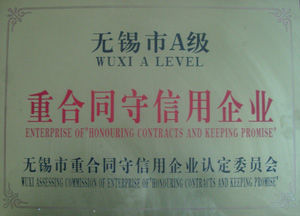 无锡市A级
WUXI A LEVEL
重合同守信用企业
ENTERPRISE OF"HONOURING CONTRACTS AND KEEPING PROMISE"
无锡市重合同守信用企业认定委员会
WUXI ASSESSING COMMISSION OF ENTERPRISE OF"HONOURING CONTRACTS AND KEEPING PROMISE"